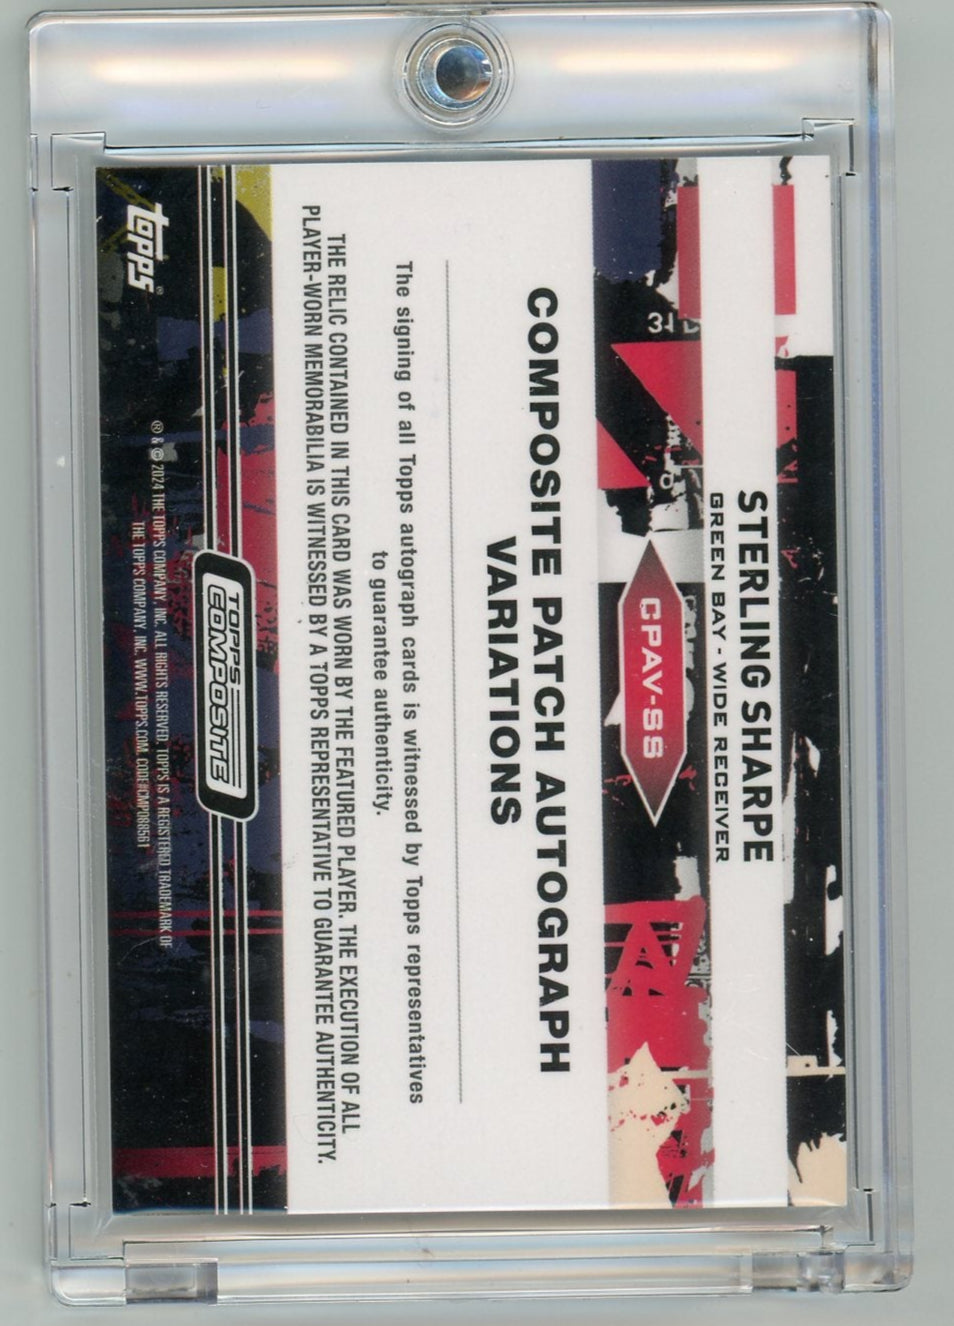 STERLING SHARPE
GREEN BAY - WIDE RECEIVER
CPAV-SS
COMPOSITE PATCH AUTOGRAPH
VARIATIONS
The signing of all Topps autograph cards is witnessed by Topps representatives
to guarantee authenticity.
THE RELIC CONTAINED IN THIS CARD WAS WORN BY THE FEATURED PLAYER. THE EXECUTION OF ALL
PLAYER-WORN MEMORABILIA IS WITNESSED BY A TOPPS REPRESENTATIVE TO GUARANTEE AUTHENTICITY.
TOPPS
COMPOSITE
topps®
® & © 2024 THE TOPPS COMPANY, INC. ALL RIGHTS RESERVED. TOPPS IS A REGISTERED TRADEMARK OF
THE TOPPS COMPANY, INC. WWW.TOPPS.COM. CODE#CMP088561